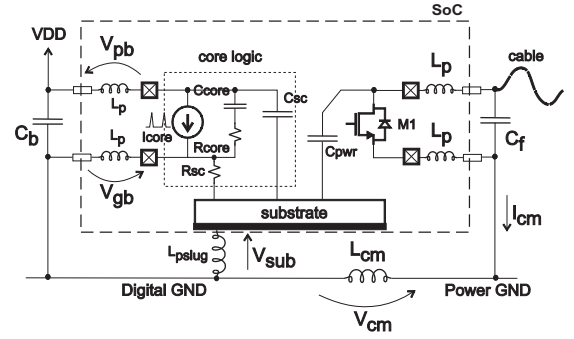 SoC
VDD
Vpb
core logic
Lp
cable
Lp
Ccore
Csc
Cb
Icore
M1
Lp
Lp
Cf
Rcore
Cpwr
Vgb
Rsc
substrate
Icm
Lpslug
Vsub
Lcm
Digital GND
Power GND
Vcm